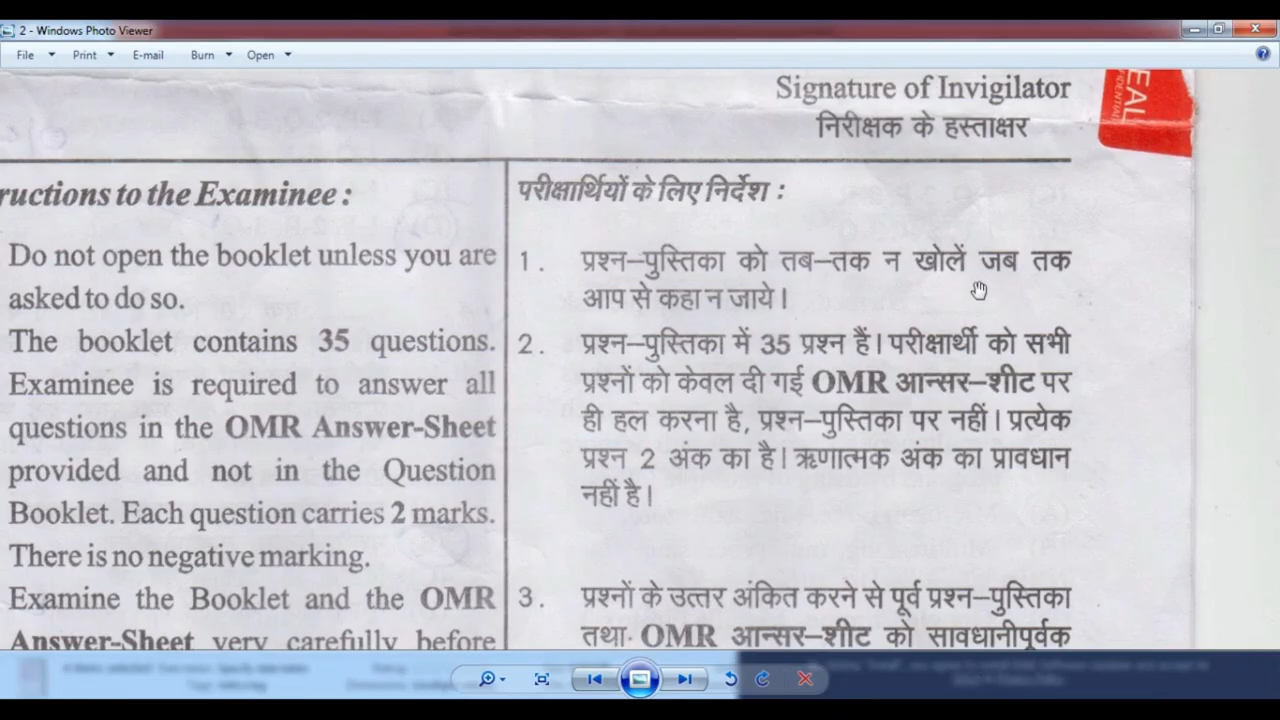 2 - Windows Photo Viewer
File Print E-mail Burn Open
Signature of Invigilator
निरीक्षक के हस्ताक्षर
EAL
ructions to the Examinee :
Do not open the booklet unless you are
asked to do so.
The booklet contains 35 questions.
Examinee is required to answer all
questions in the OMR Answer-Sheet
provided and not in the Question
Booklet. Each question carries 2 marks.
There is no negative marking.
Examine the Booklet and the OMR
Answer-Sheet very carefully before
परीक्षार्थियों के लिए निर्देश :
1. प्रश्न-पुस्तिका को तब-तक न खोलें जब तक
आप से कहा न जाये।
2. प्रश्न-पुस्तिका में 35 प्रश्न हैं। परीक्षार्थी को सभी
प्रश्नों को केवल दी गई OMR आन्सर-शीट पर
ही हल करना है, प्रश्न-पुस्तिका पर नहीं। प्रत्येक
प्रश्न 2 अंक का है। ऋणात्मक अंक का प्रावधान
नहीं है।
3. प्रश्नों के उत्तर अंकित करने से पूर्व प्रश्न-पुस्तिका
तथा OMR आन्सर-शीट को सावधानीपूर्वक